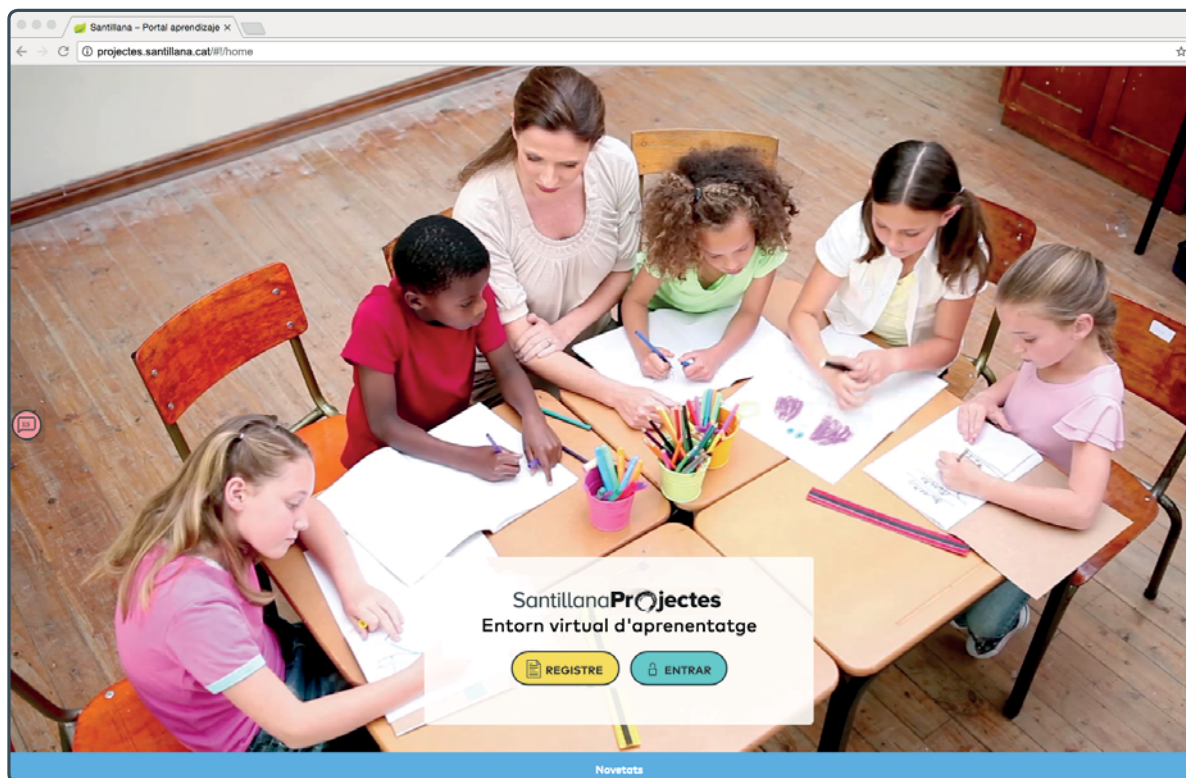 Santillana – Portal aprendizaje
projectes.santillana.cat/#!/home
SantillanaProjectes
Entorn virtual d'aprenentatge
REGISTRE
ENTRAR
Novetats